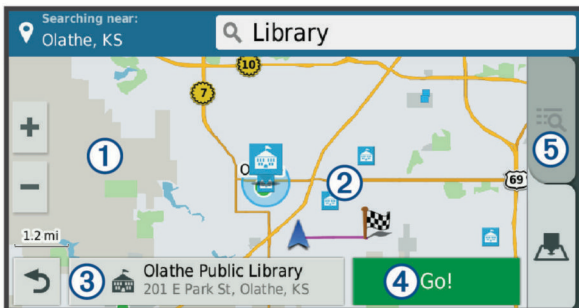 Searching near:
Olathe, KS
Library
10
7
1
5
O
2
69
1.2 mi
3
Olathe Public Library
201 E Park St, Olathe, KS
4
Go!